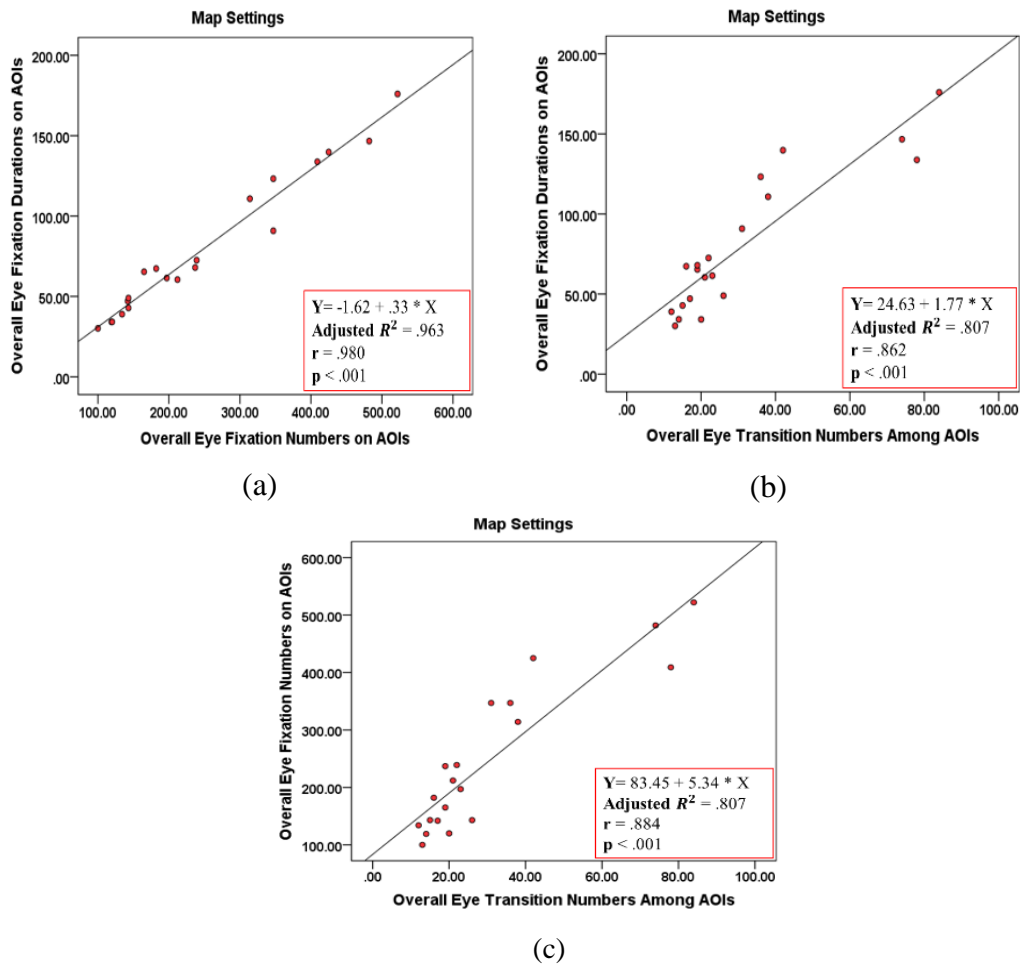 Map Settings
Overall Eye Fixation Durations on AOIs
200.00
150.00
100.00
50.00
.00
Y= -1.62 + .33 * X
Adjusted R² = .963
r = .980
p < .001
100.00 200.00 300.00 400.00 500.00 600.00
Overall Eye Fixation Numbers on AOIs
(a)
Map Settings
Overall Eye Fixation Durations on AOIs
200.00
150.00
100.00
50.00
.00
Y= 24.63 + 1.77 * X
Adjusted R² = .807
r = .862
p < .001
.00 20.00 40.00 60.00 80.00 100.00
Overall Eye Transition Numbers Among AOIs
(b)
Map Settings
Overall Eye Fixation Numbers on AOIs
600.00
500.00
400.00
300.00
200.00
100.00
Y= 83.45 + 5.34 * X
Adjusted R² = .807
r = .884
p < .001
.00 20.00 40.00 60.00 80.00 100.00
Overall Eye Transition Numbers Among AOIs
(c)